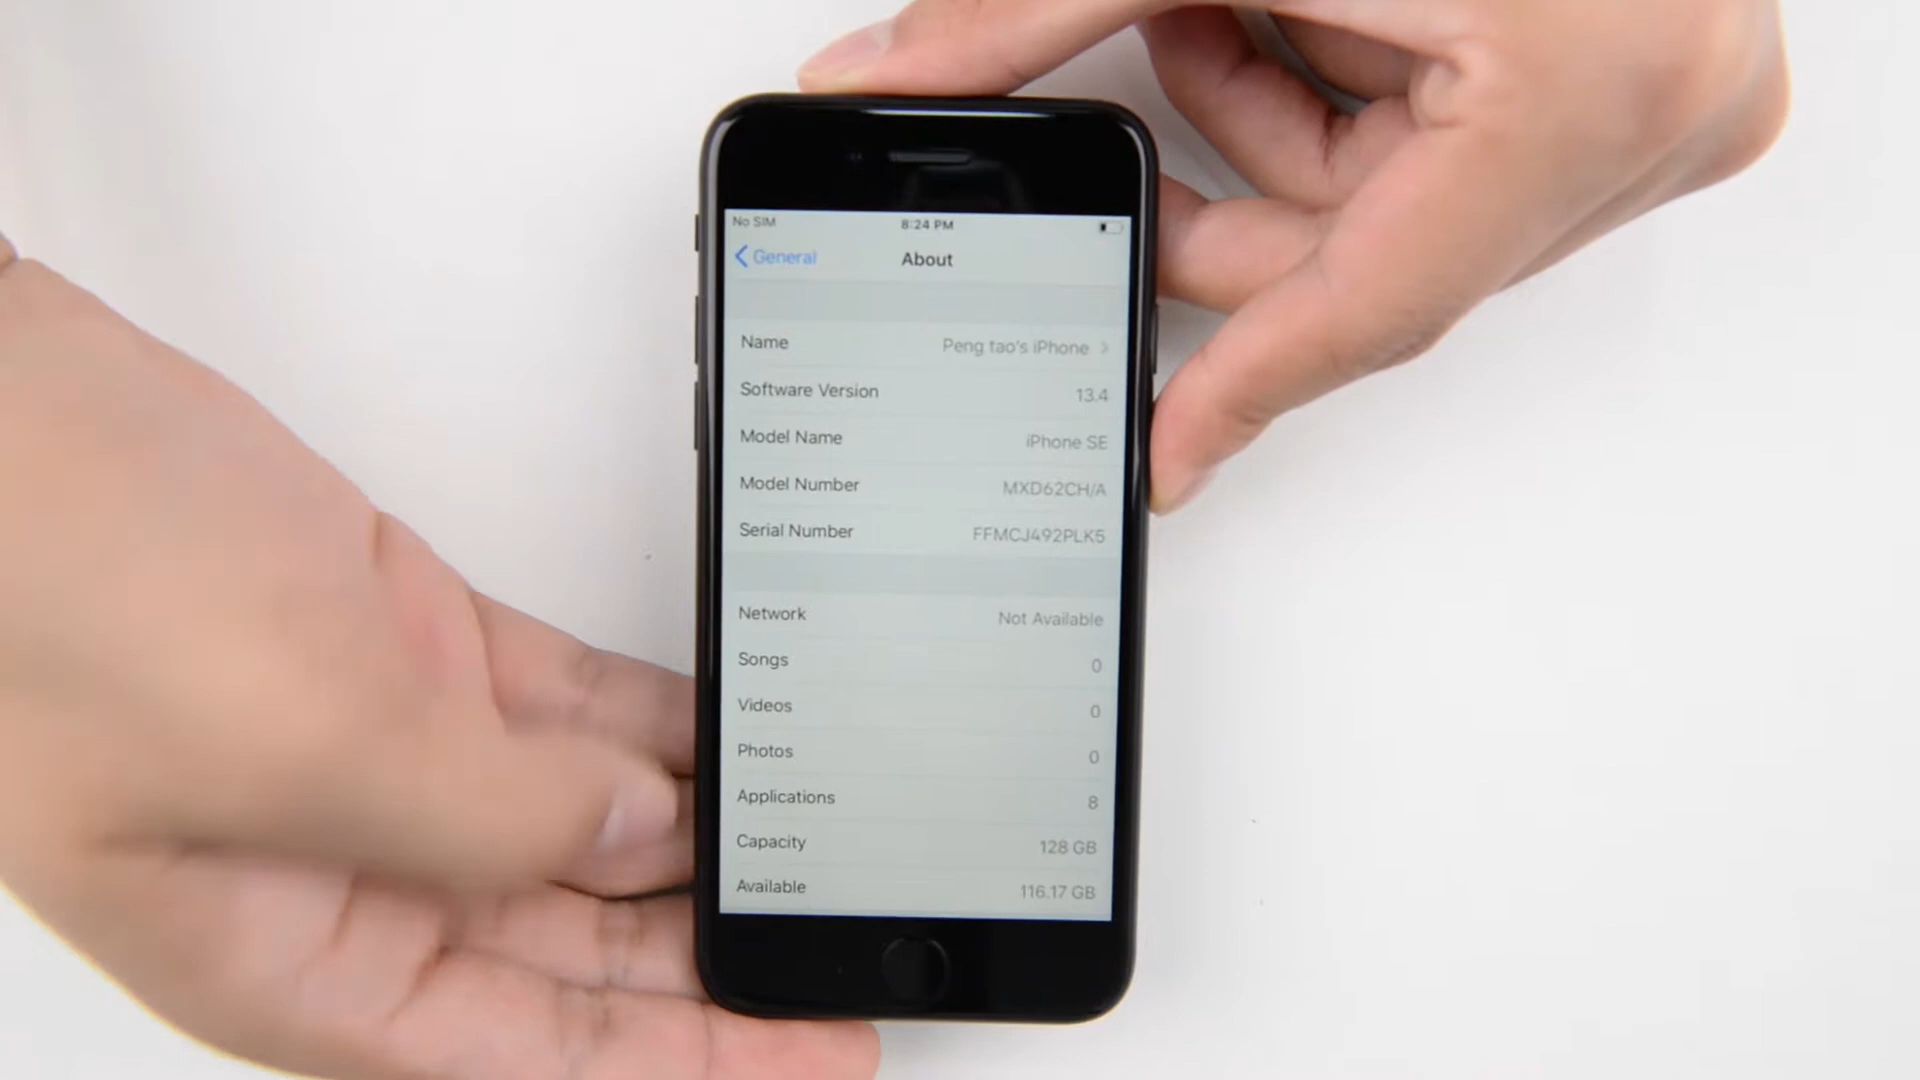 No SIM 8:24 PM
General About
Name Peng tao's iPhone
Software Version 13.4
Model Name iPhone SE
Model Number MXD62CH/A
Serial Number FFMCJ492PLK5
Network Not Available
Songs 0
Videos 0
Photos 0
Applications 8
Capacity 128 GB
Available 116.17 GB